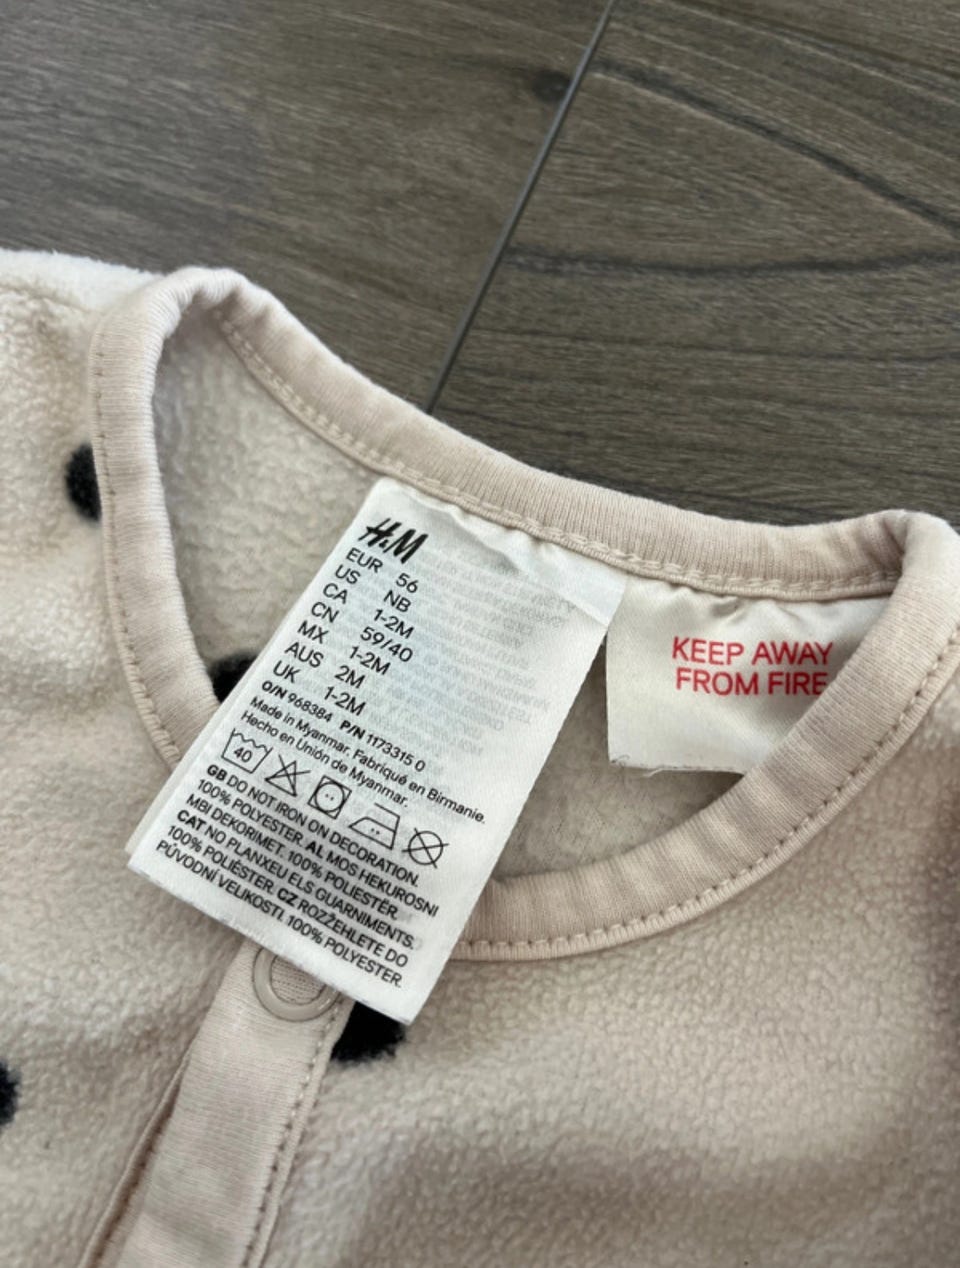 H&M
EUR 56
US NB
CA 1-2M
CN 59/40
MX 1-2M
AUS 2M
UK 1-2M
O/N 968384 P/N 1173315 0
Made in Myanmar. Fabriqué en Birmanie.
Hecho en Unión de Myanmar.
40
GB DO NOT IRON ON DECORATION.
100% POLYESTER. AL MOS HEKUROSNI
MBI DEKORIMET. 100% POLIESTËR.
CAT NO PLANXEU ELS GUARNIMENTS.
100% POLIÈSTER. CZ ROZŽEHLETE DO
PŮVODNÍ VELIKOSTI. 100% POLYESTER.
KEEP AWAY
FROM FIRE